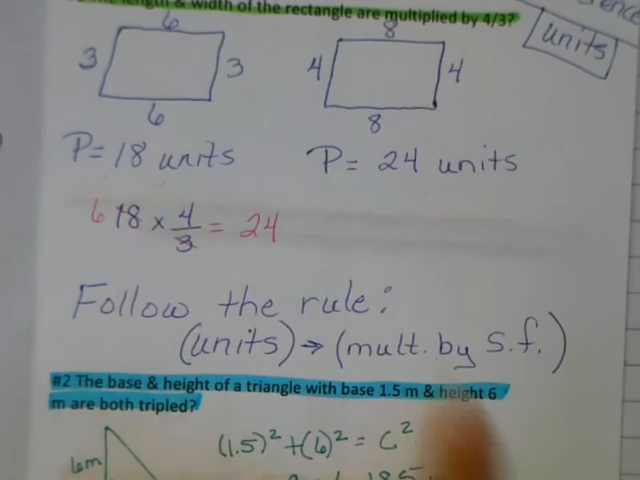 length & width of the rectangle are multiplied by 4/3?
units
6
3
3
6
8
4
4
8
P = 18 units
P = 24 units
6 18 × 4/3 = 24
Follow the rule:
(units) → (mult. by s.f.)
#2 The base & height of a triangle with base 1.5 m & height 6
m are both tripled?
(1.5)² + (6)² = c²
6m